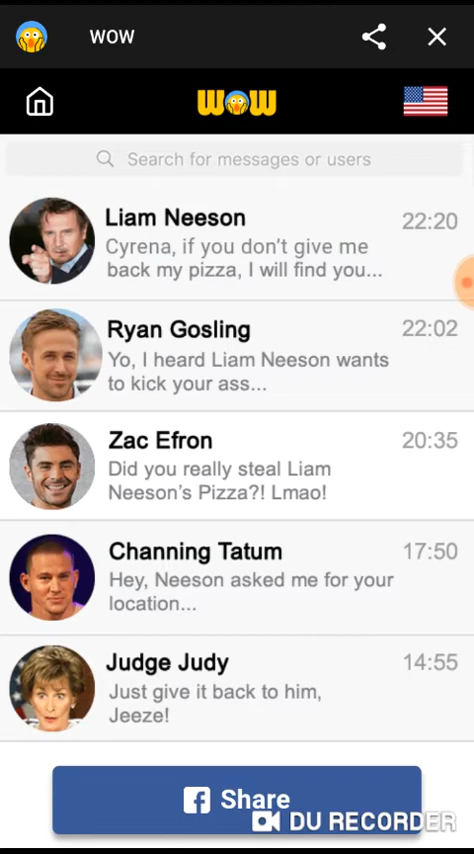 WOW
WOW
Search for messages or users
Liam Neeson
22:20
Cyrena, if you don't give me
back my pizza, I will find you...
Ryan Gosling
22:02
Yo, I heard Liam Neeson wants
to kick your ass...
Zac Efron
20:35
Did you really steal Liam
Neeson's Pizza?! Lmao!
Channing Tatum
17:50
Hey, Neeson asked me for your
location...
Judge Judy
14:55
Just give it back to him,
Jeeze!
Share
DU RECORDER